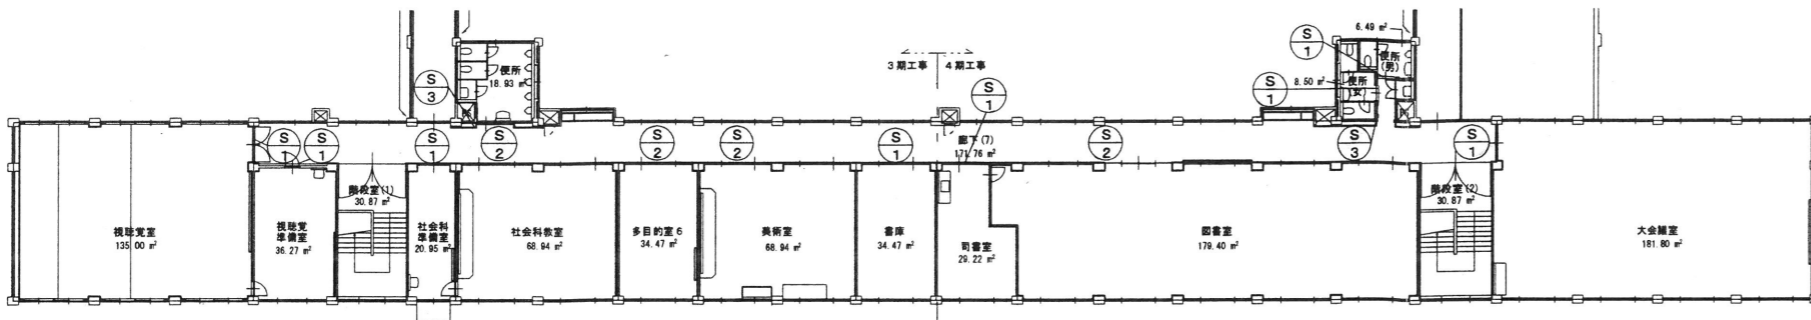 6.49 ㎡
S
1
便所
(男)
3期工事
4期工事
便所
18.93 ㎡
S
3
S
1
S
1
8.50 ㎡
便所
女
S
1
S
1
S
1
S
2
S
2
S
2
S
1
廊下(7)
171.76 ㎡
S
2
S
3
S
1
階段室(1)
30.87 ㎡
階段室(2)
30.87 ㎡
視聴覚室
135.00 ㎡
視聴覚
準備室
36.27 ㎡
社会科
準備室
20.95 ㎡
社会科教室
68.94 ㎡
多目的室6
34.47 ㎡
美術室
68.94 ㎡
書庫
34.47 ㎡
司書室
29.22 ㎡
図書室
179.40 ㎡
大会議室
181.80 ㎡